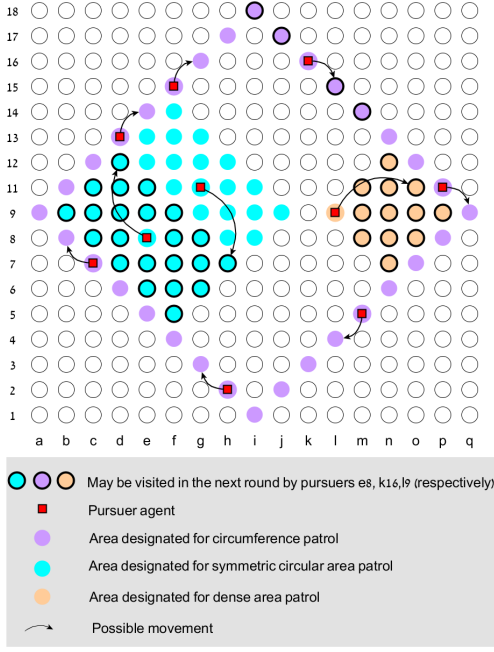 18
17
16
15
14
13
12
11
9
8
7
6
5
4
3
2
1
a b c d e f g h i j k l m n o p q
May be visited in the next round by pursuers e8, k16,l9 (respectively)
Pursuer agent
Area designated for circumference patrol
Area designated for symmetric circular area patrol
Area designated for dense area patrol
Possible movement